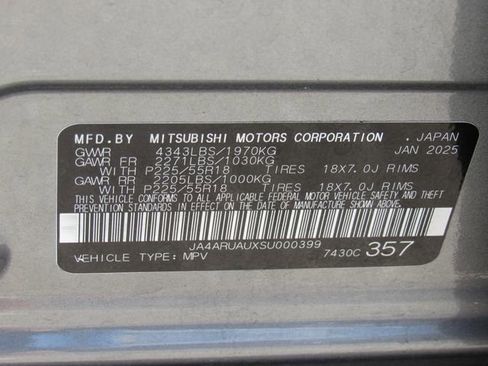 MFD.BY MITSUBISHI MOTORS CORPORATION. JAPAN
GVWR 4343LBS/1970KG JAN 2025
GAWR FR 2271LBS/1030KG
WITH P225/55R18 TIRES 18X7.0J RIMS
GAWR RR 2205LBS/1000KG
WITH P225/55R18 TIRES 18X7.0J RIMS
THIS VEHICLE CONFORMS TO ALL APPLICABLE FEDERAL MOTOR VEHICLE SAFETY AND THEFT
PREVENTION STANDARDS IN EFFECT ON THE DATE OF MANUFACTURE SHOWN ABOVE.
JA4ARUAUXSU000399
VEHICLE TYPE: MPV 7430C 357